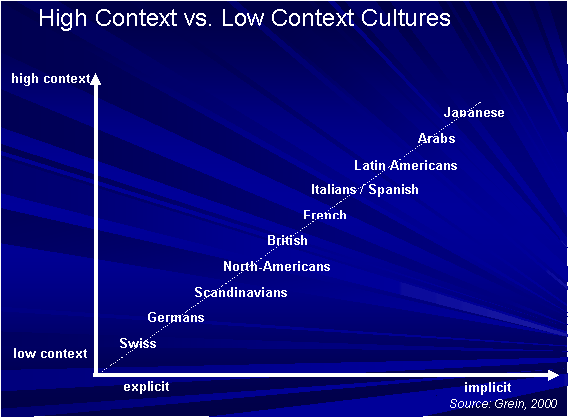 High Context vs. Low Context Cultures
high context
Japanese
Arabs
Latin Americans
Italians / Spanish
French
British
North-Americans
Scandinavians
Germans
Swiss
low context
explicit
implicit
Source: Grein, 2000